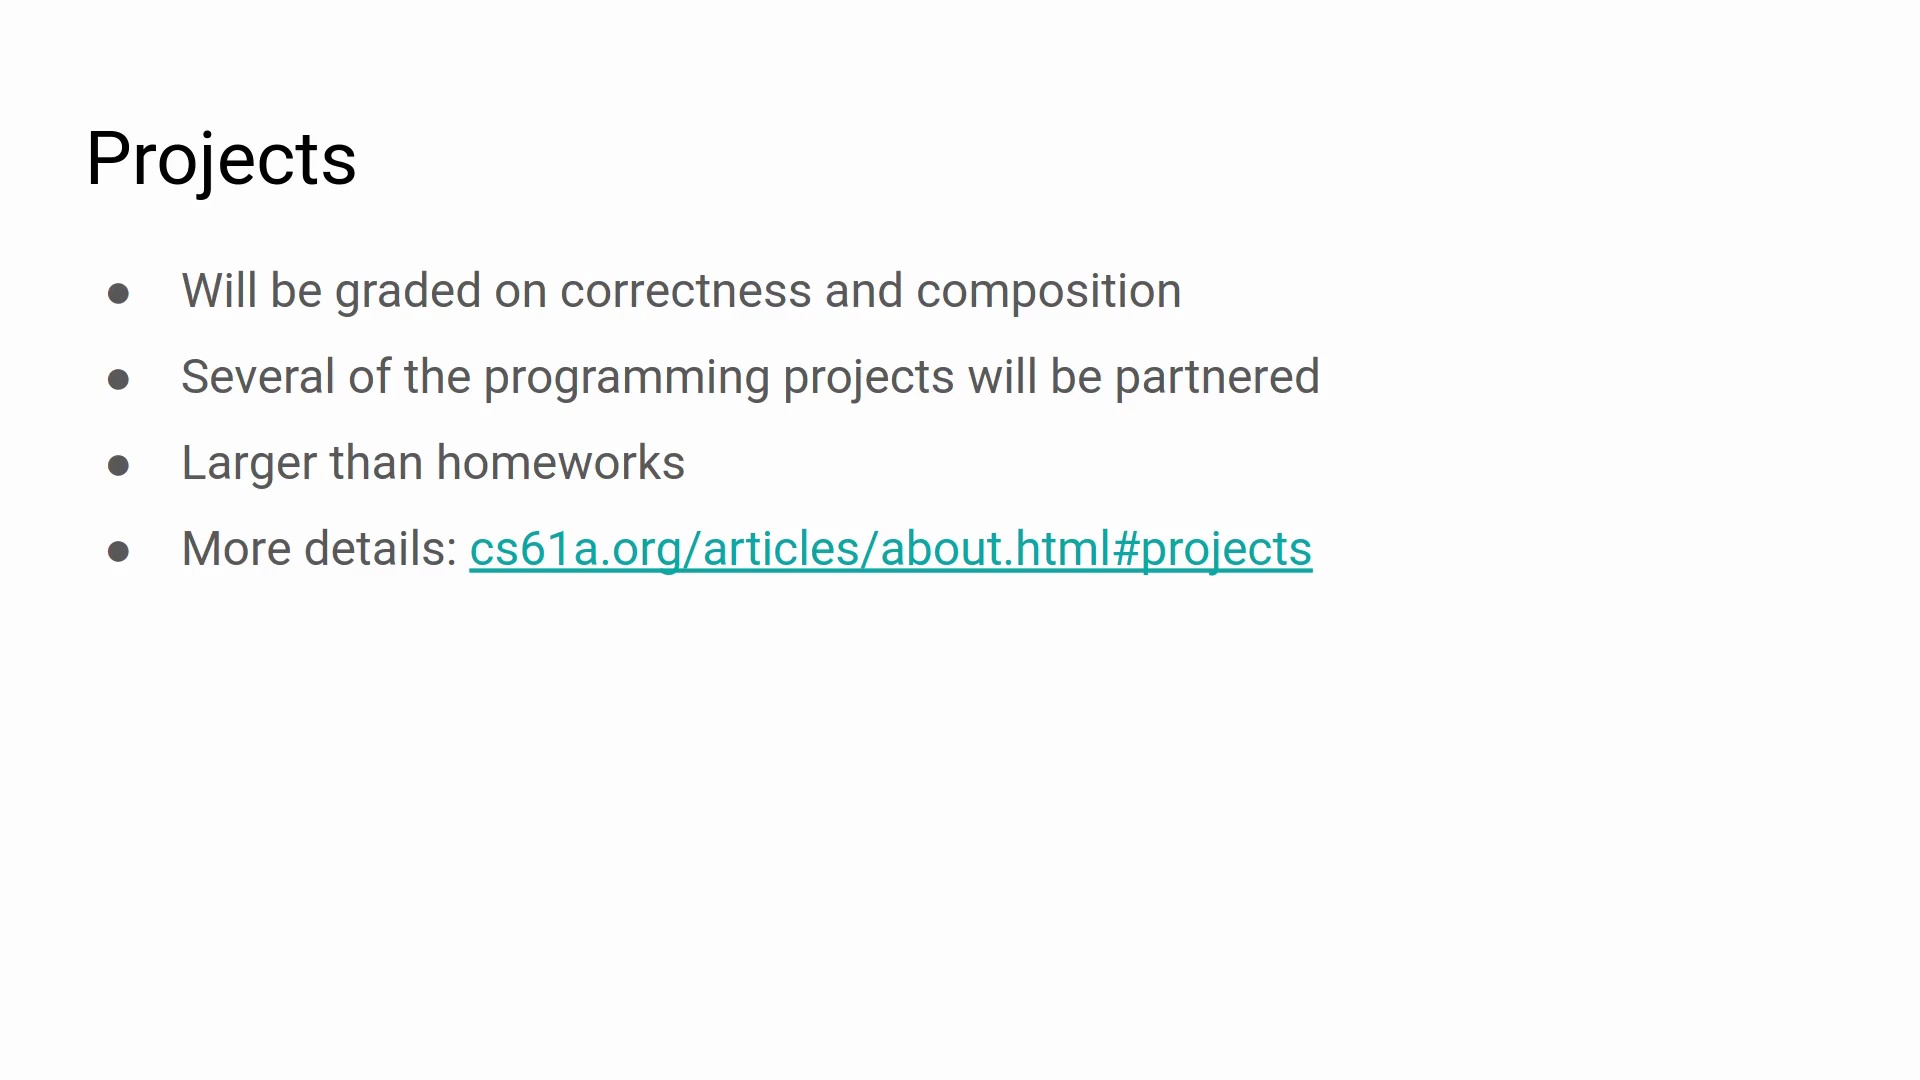 Projects
● Will be graded on correctness and composition
● Several of the programming projects will be partnered
● Larger than homeworks
● More details: cs61a.org/articles/about.html#projects